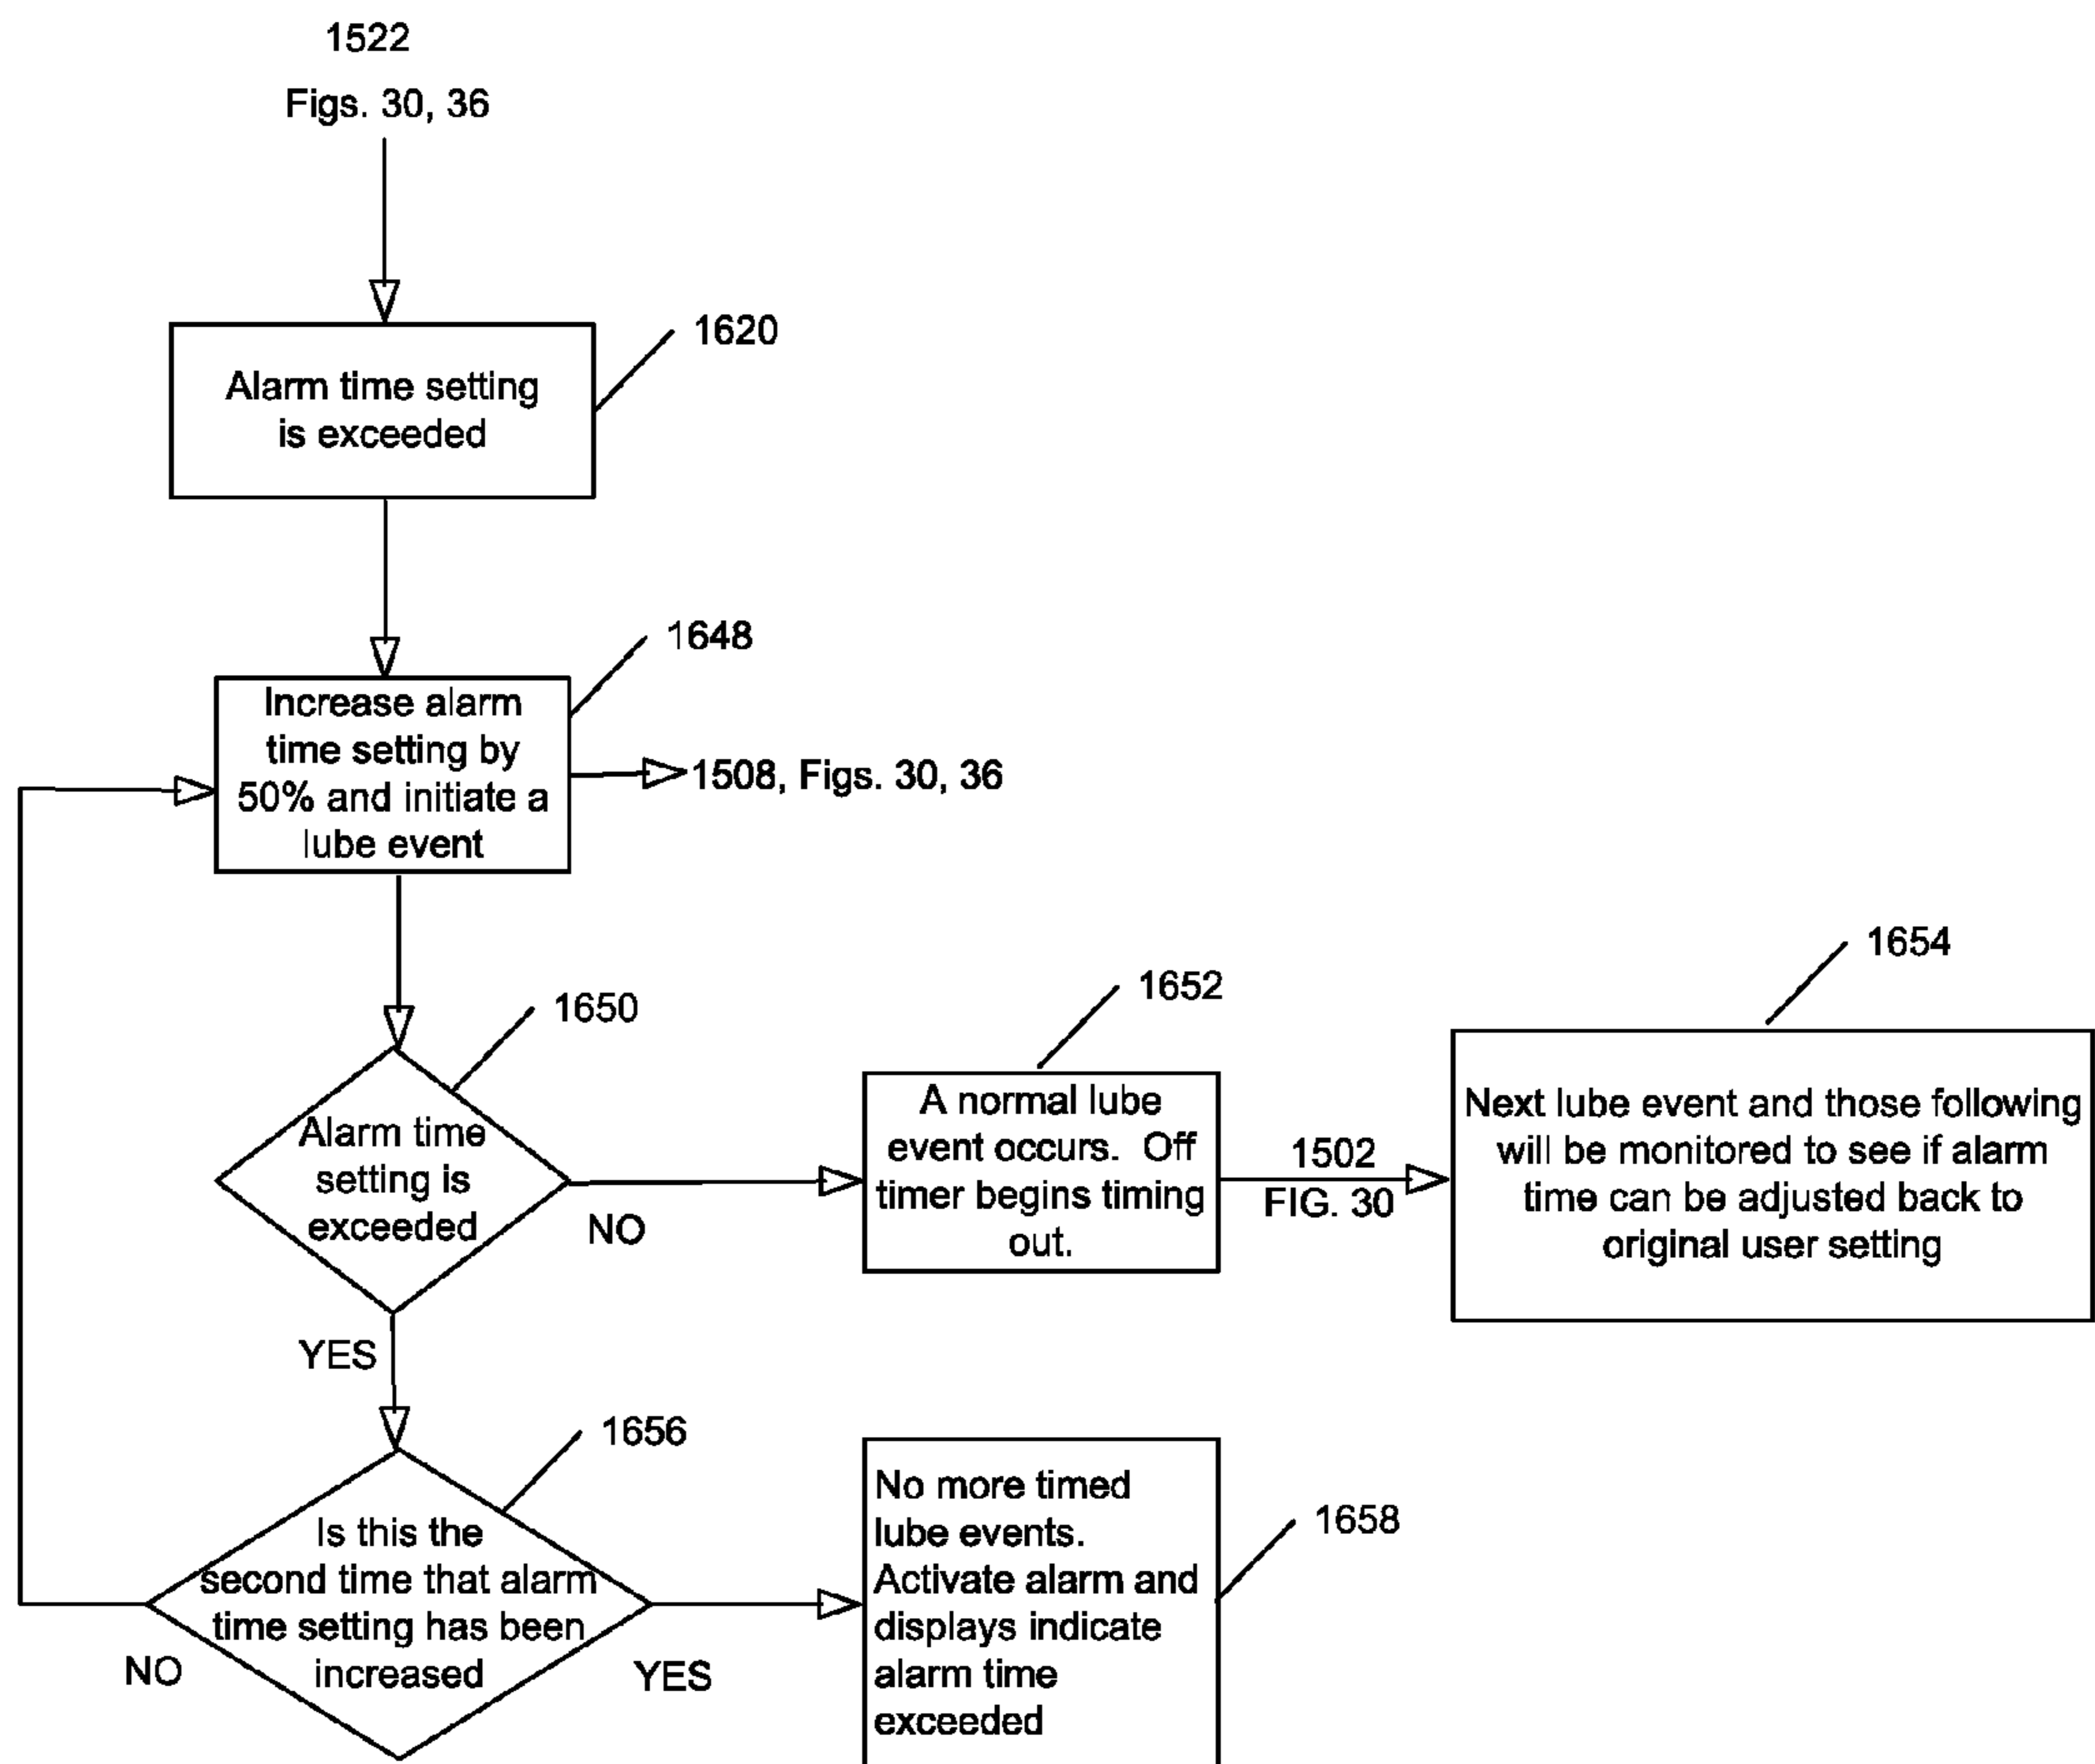 1522
Figs. 30, 36
1620
Alarm time setting
is exceeded
1648
Increase alarm
time setting by
50% and initiate a
lube event
1508, Figs. 30, 36
1650
Alarm time
setting is
exceeded
NO
YES
1652
A normal lube
event occurs. Off
timer begins timing
out.
1502
FIG. 30
1654
Next lube event and those following
will be monitored to see if alarm
time can be adjusted back to
original user setting
1656
Is this the
second time that alarm
time setting has been
increased
NO
YES
1658
No more timed
lube events.
Activate alarm and
displays indicate
alarm time
exceeded